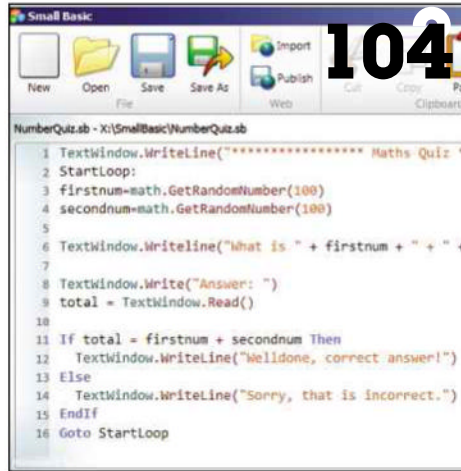 Small Basic
104
New Open Save Save As Import Publish Cut Copy
File Web Clipboard
NumberQuiz.sb - X:\SmallBasic\NumberQuiz.sb
1 TextWindow.WriteLine("***************** Maths Quiz
2 StartLoop:
3 firstnum=math.GetRandomNumber(100)
4 secondnum=math.GetRandomNumber(100)
5
6 TextWindow.Writeline("What is " + firstnum + " + " +
7
8 TextWindow.Write("Answer: ")
9 total = TextWindow.Read()
10
11 If total = firstnum + secondnum Then
12 TextWindow.WriteLine("Welldone, correct answer!")
13 Else
14 TextWindow.WriteLine("Sorry, that is incorrect.")
15 EndIf
16 Goto StartLoop